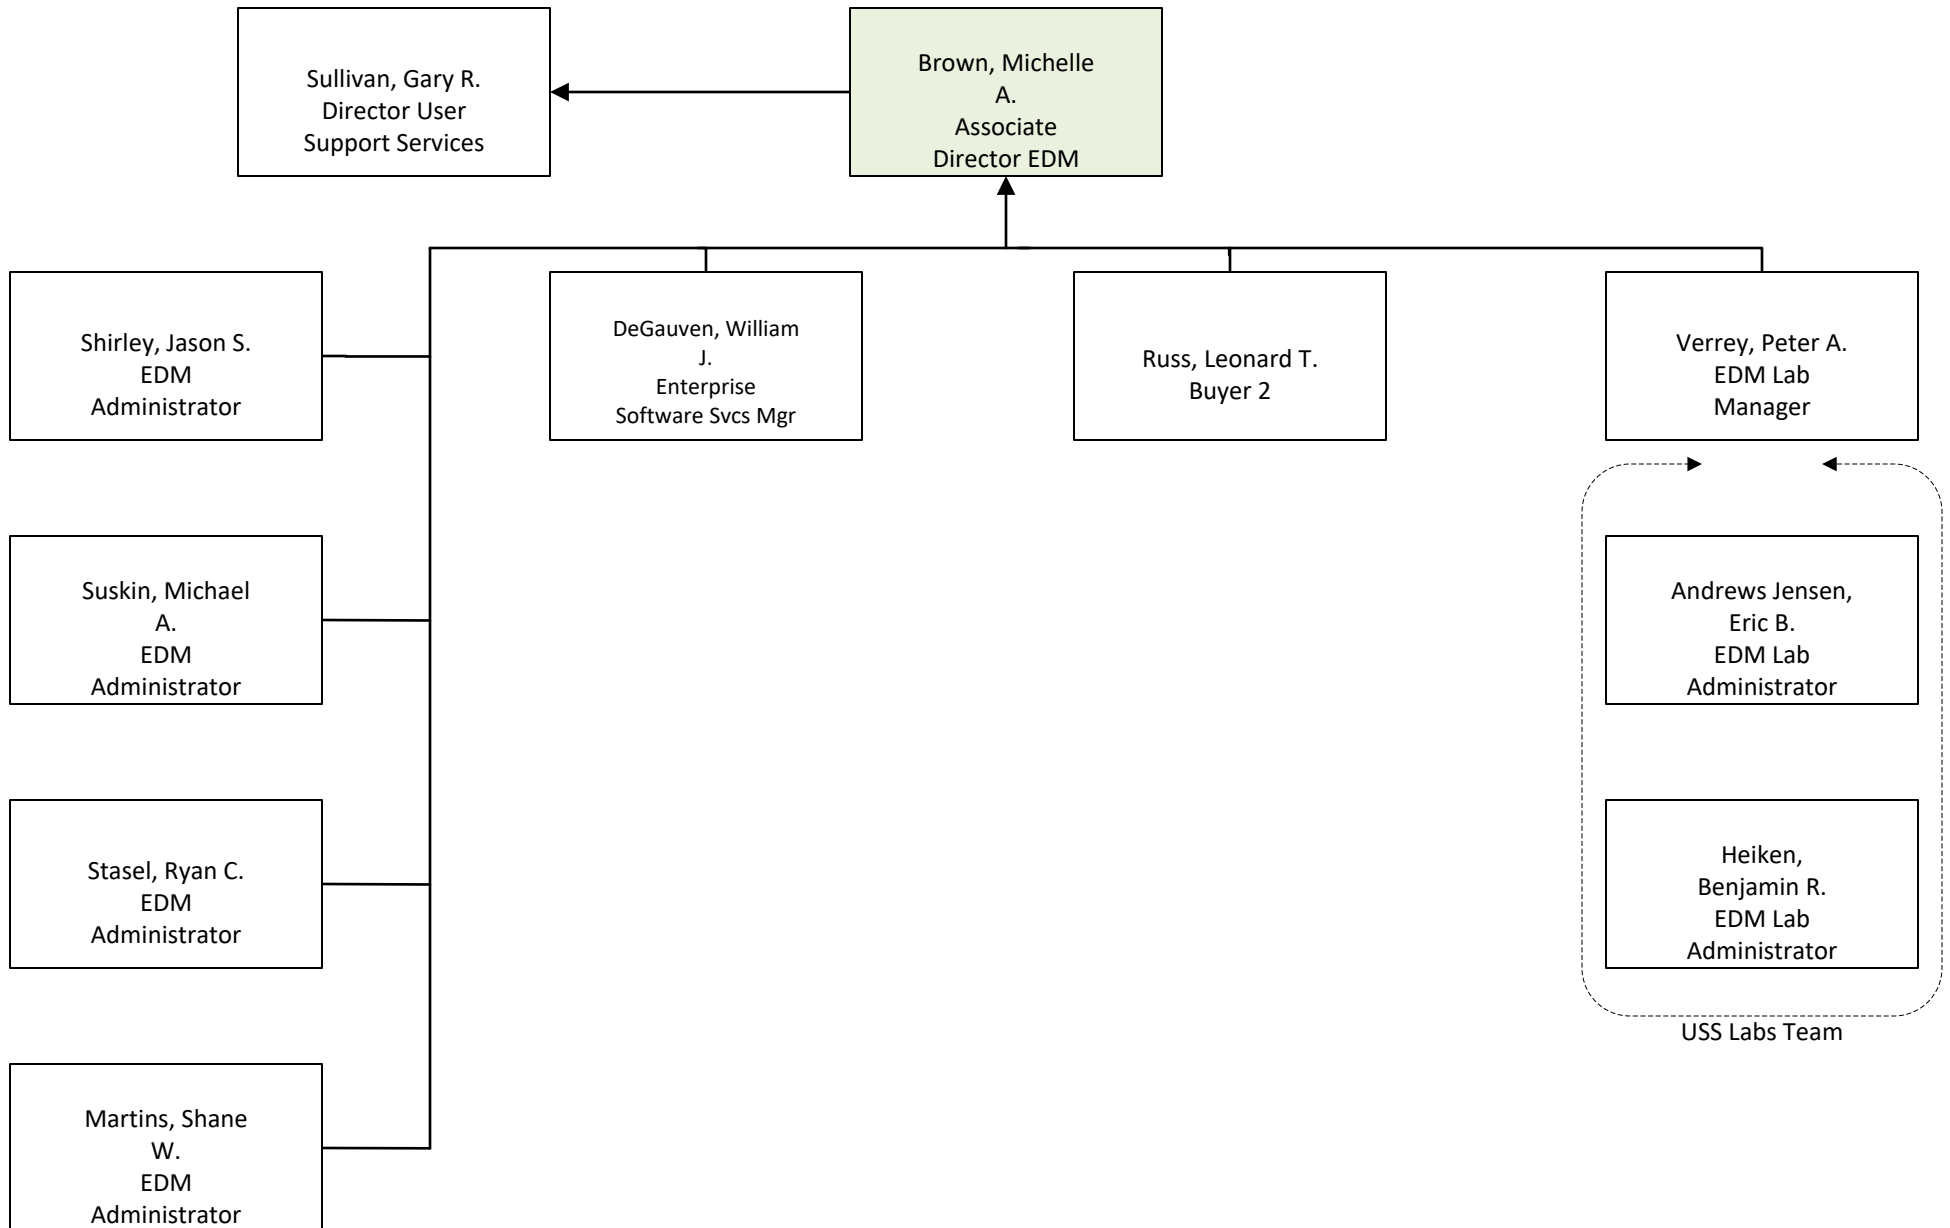 Sullivan, Gary R.
Director User
Support Services
Brown, Michelle
A.
Associate
Director EDM
Shirley, Jason S.
EDM
Administrator
DeGauven, William
J.
Enterprise
Software Svcs Mgr
Russ, Leonard T.
Buyer 2
Verrey, Peter A.
EDM Lab
Manager
Suskin, Michael
A.
EDM
Administrator
Andrews Jensen,
Eric B.
EDM Lab
Administrator
Stasel, Ryan C.
EDM
Administrator
Heiken,
Benjamin R.
EDM Lab
Administrator
USS Labs Team
Martins, Shane
W.
EDM
Administrator